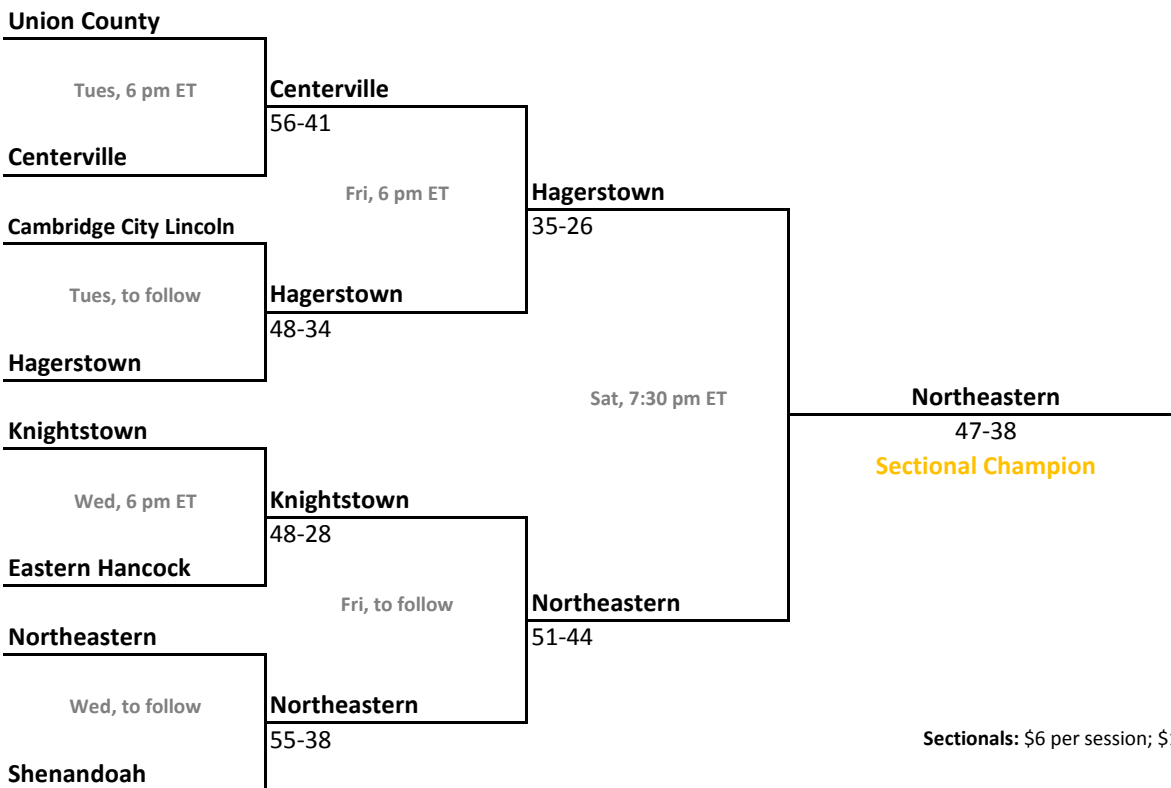 Union County
Tues, 6 pm ET
Centerville
56-41
Centerville
Fri, 6 pm ET
Hagerstown
35-26
Cambridge City Lincoln
Tues, to follow
Hagerstown
48-34
Hagerstown
Sat, 7:30 pm ET
Northeastern
47-38
Sectional Champion
Knightstown
Wed, 6 pm ET
Knightstown
48-28
Eastern Hancock
Fri, to follow
Northeastern
51-44
Northeastern
Wed, to follow
Northeastern
55-38
Shenandoah
Sectionals: $6 per session; $